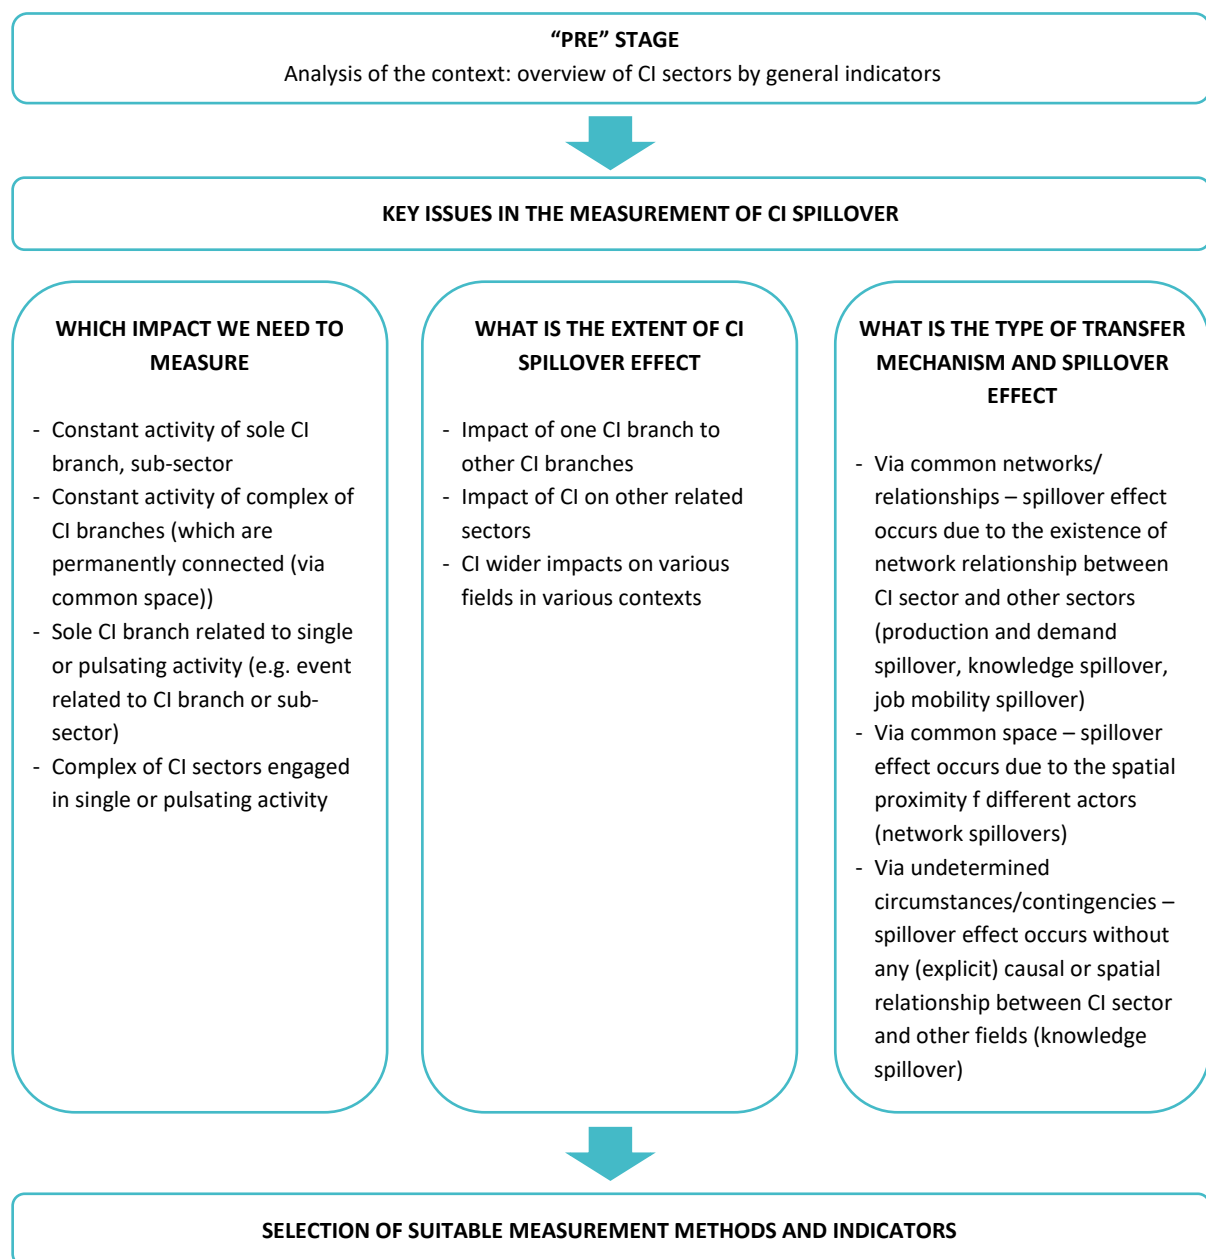 “PRE” STAGE
Analysis of the context: overview of CI sectors by general indicators
KEY ISSUES IN THE MEASUREMENT OF CI SPILLOVER
WHICH IMPACT WE NEED TO
MEASURE
- Constant activity of sole CI
branch, sub-sector
- Constant activity of complex of
CI branches (which are
permanently connected (via
common space))
- Sole CI branch related to single
or pulsating activity (e.g. event
related to CI branch or sub-
sector)
- Complex of CI sectors engaged
in single or pulsating activity
WHAT IS THE EXTENT OF CI
SPILLOVER EFFECT
- Impact of one CI branch to
other CI branches
- Impact of CI on other related
sectors
- CI wider impacts on various
fields in various contexts
WHAT IS THE TYPE OF TRANSFER
MECHANISM AND SPILLOVER
EFFECT
- Via common networks/
relationships – spillover effect
occurs due to the existence of
network relationship between
CI sector and other sectors
(production and demand
spillover, knowledge spillover,
job mobility spillover)
- Via common space – spillover
effect occurs due to the spatial
proximity f different actors
(network spillovers)
- Via undetermined
circumstances/contingencies –
spillover effect occurs without
any (explicit) causal or spatial
relationship between CI sector
and other fields (knowledge
spillover)
SELECTION OF SUITABLE MEASUREMENT METHODS AND INDICATORS